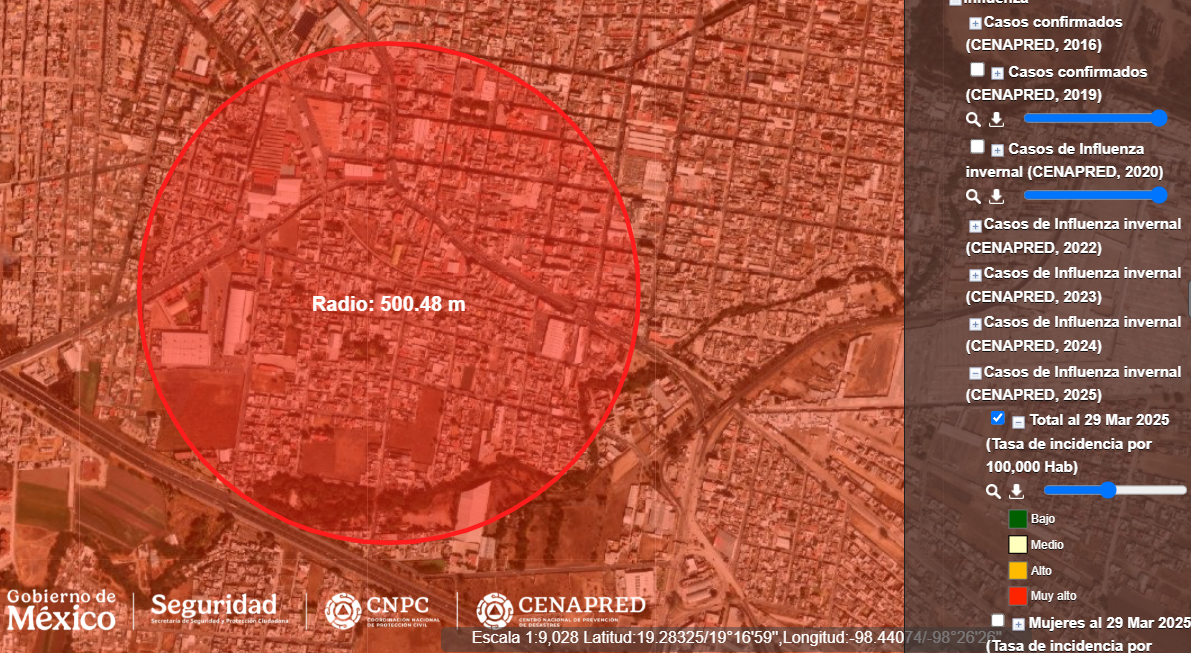 Influenza
Casos confirmados
(CENAPRED, 2016)
Casos confirmados
(CENAPRED, 2019)
Casos de Influenza
invernal (CENAPRED, 2020)
Casos de Influenza invernal
(CENAPRED, 2022)
Casos de Influenza invernal
(CENAPRED, 2023)
Casos de Influenza invernal
(CENAPRED, 2024)
Casos de Influenza invernal
(CENAPRED, 2025)
Total al 29 Mar 2025
(Tasa de incidencia por
100,000 Hab)
Bajo
Medio
Alto
Muy alto
Mujeres al 29 Mar 2025
(Tasa de incidencia por
Radio: 500.48 m
Gobierno de
México
Seguridad
Secretaría de Seguridad y Protección Ciudadana
CNPC
COORDINACIÓN NACIONAL
DE PROTECCIÓN CIVIL
CENAPRED
CENTRO NACIONAL DE PREVENCIÓN
DE DESASTRES
Escala 1:9,028 Latitud:19.28325/19°16'59",Longitud:-98.44074/-98°26'26"